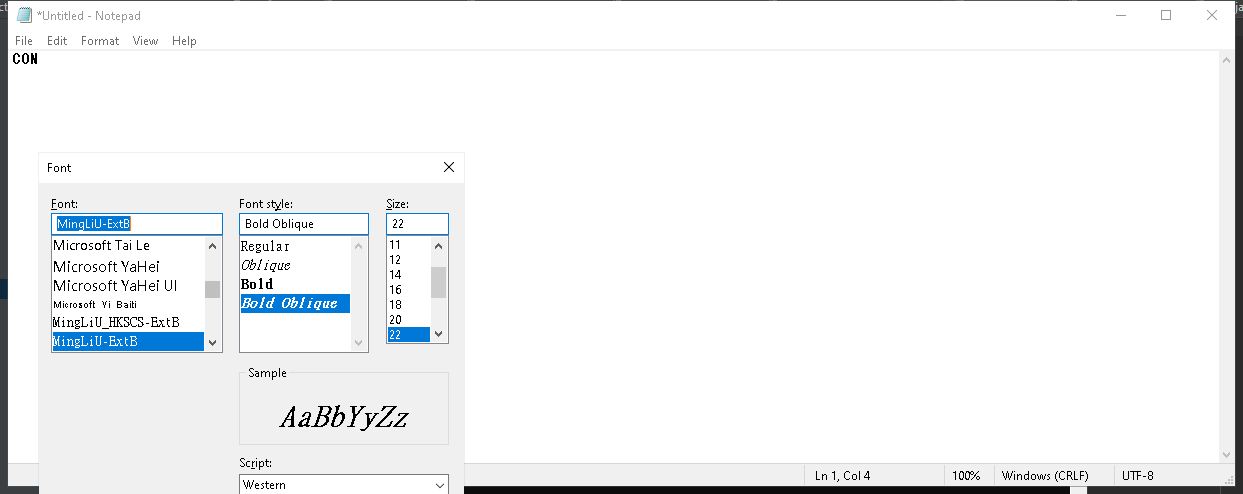 *Untitled - Notepad
File Edit Format View Help
CON
Font
Font: Font style: Size:
MingLiU-ExtB Bold Oblique 22
Microsoft Tai Le Regular 11
Microsoft YaHei Oblique 12
Microsoft YaHei UI Bold 14
Microsoft Yi Baiti Bold Oblique 16
MingLiU_HKSCS-ExtB 18
MingLiU-ExtB 20
22
Sample
AaBbYyZz
Script:
Western
Ln 1, Col 4 100% Windows (CRLF) UTF-8